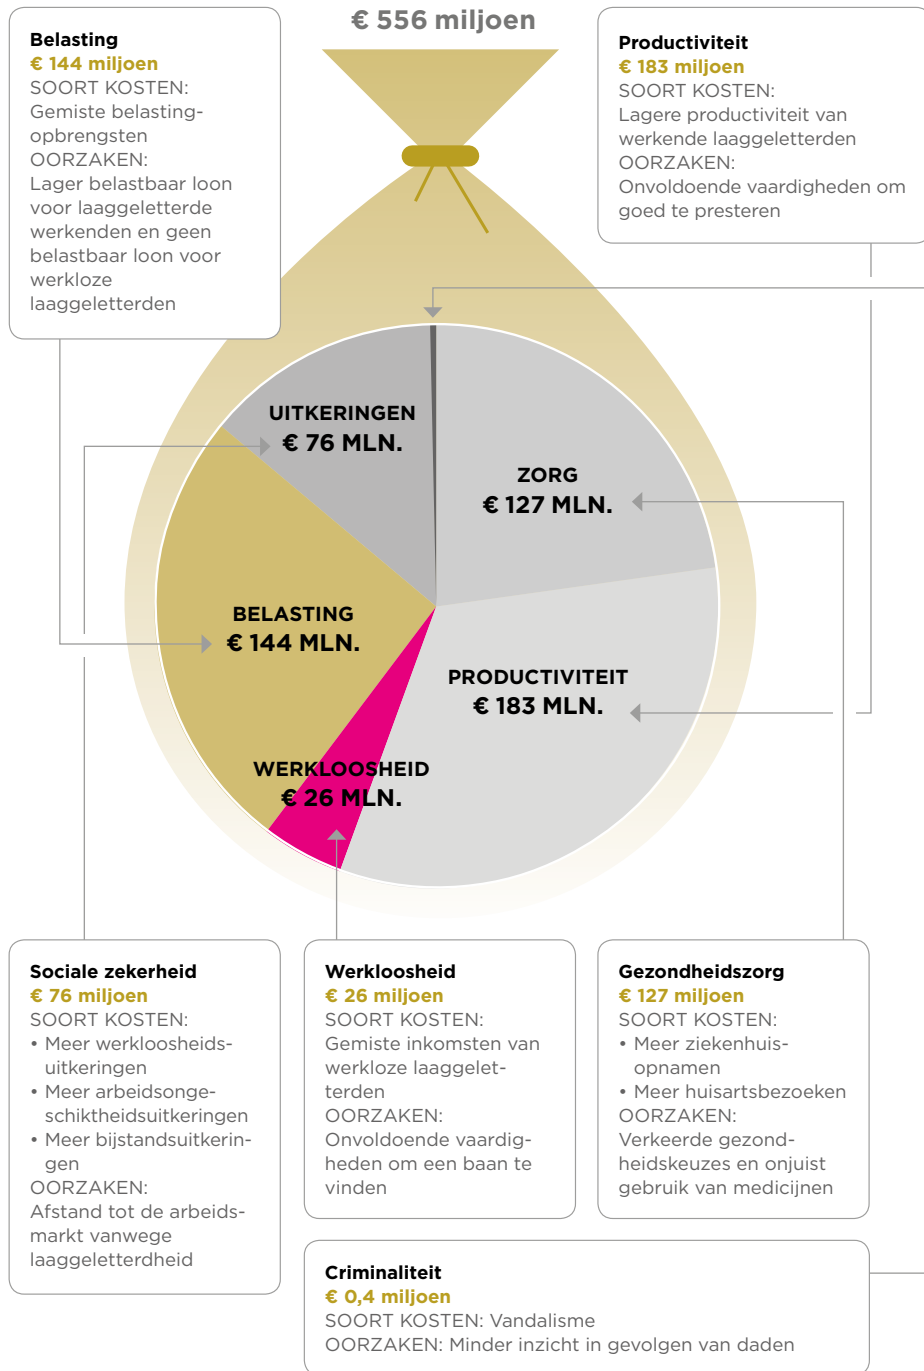 € 556 miljoen
Belasting
€ 144 miljoen
SOORT KOSTEN:
Gemiste belasting-
opbrengsten
OORZAKEN:
Lager belastbaar loon
voor laaggeletterde
werkenden en geen
belastbaar loon voor
werkloze
laaggeletterden
Productiviteit
€ 183 miljoen
SOORT KOSTEN:
Lagere productiviteit van
werkende laaggeletterden
OORZAKEN:
Onvoldoende vaardigheden om
goed te presteren
UITKERINGEN
€ 76 MLN.
ZORG
€ 127 MLN.
BELASTING
€ 144 MLN.
PRODUCTIVITEIT
€ 183 MLN.
WERKLOOSHEID
€ 26 MLN.
Sociale zekerheid
€ 76 miljoen
SOORT KOSTEN:
• Meer werkloosheids-
uitkeringen
• Meer arbeidsonge-
schiktheidsuitkeringen
• Meer bijstandsuitkerin-
gen
OORZAKEN:
Afstand tot de arbeids-
markt vanwege
laaggeletterdheid
Werkloosheid
€ 26 miljoen
SOORT KOSTEN:
Gemiste inkomsten van
werkloze laaggelet-
terden
OORZAKEN:
Onvoldoende vaardig-
heden om een baan te
vinden
Gezondheidszorg
€ 127 miljoen
SOORT KOSTEN:
• Meer ziekenhuis-
opnamen
• Meer huisartsbezoeken
OORZAKEN:
Verkeerde gezond-
heidskeuzes en onjuist
gebruik van medicijnen
Criminaliteit
€ 0,4 miljoen
SOORT KOSTEN: Vandalisme
OORZAKEN: Minder inzicht in gevolgen van daden